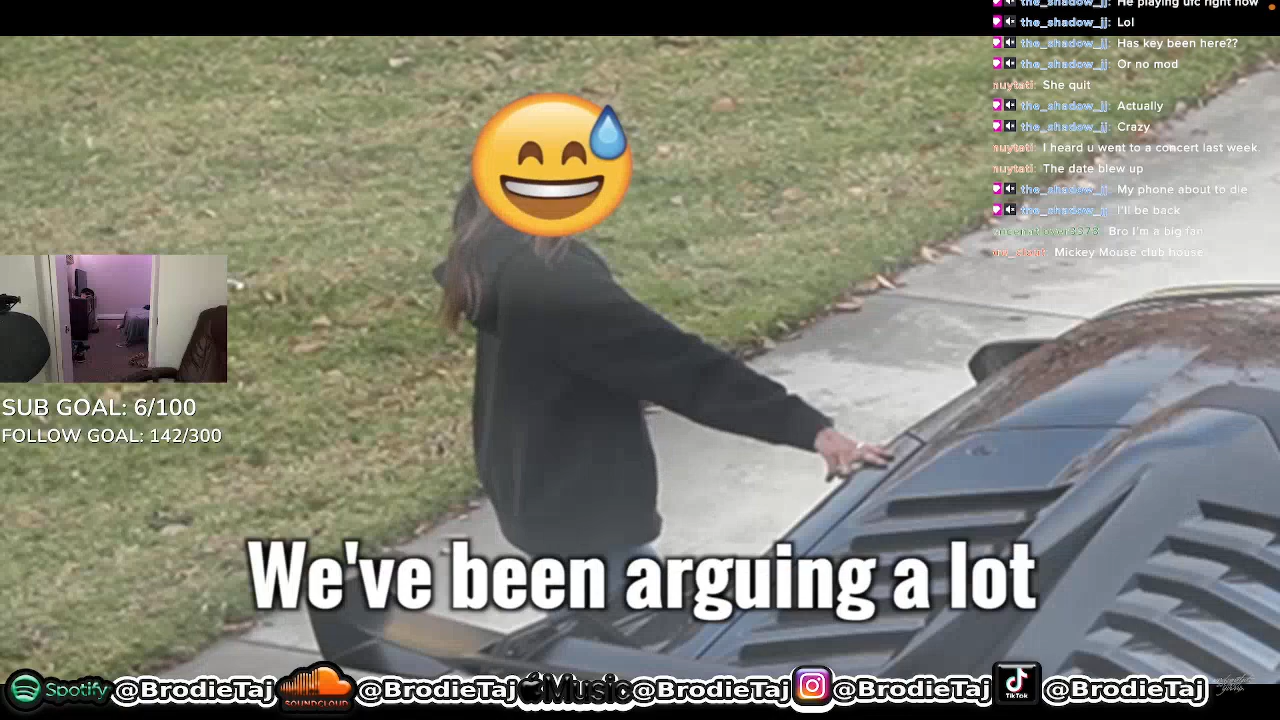 the_shadow_jj: He playing ufc right now
the_shadow_jj: Lol
the_shadow_jj: Has key been here??
the_shadow_jj: Or no mod
nuytati: She quit
the_shadow_jj: Actually
the_shadow_jj: Crazy
nuytati: I heard u went to a concert last week
nuytati: The date blew up
the_shadow_jj: My phone about to die
the_shadow_jj: I'll be back
Bro I'm a big fan
Mickey Mouse club house
SUB GOAL: 6/100
FOLLOW GOAL: 142/300
We've been arguing a lot
Spotify @BrodieTaj SOUNDCLOUD @BrodieTaj Music @BrodieTaj @BrodieTaj TikTok @BrodieTaj